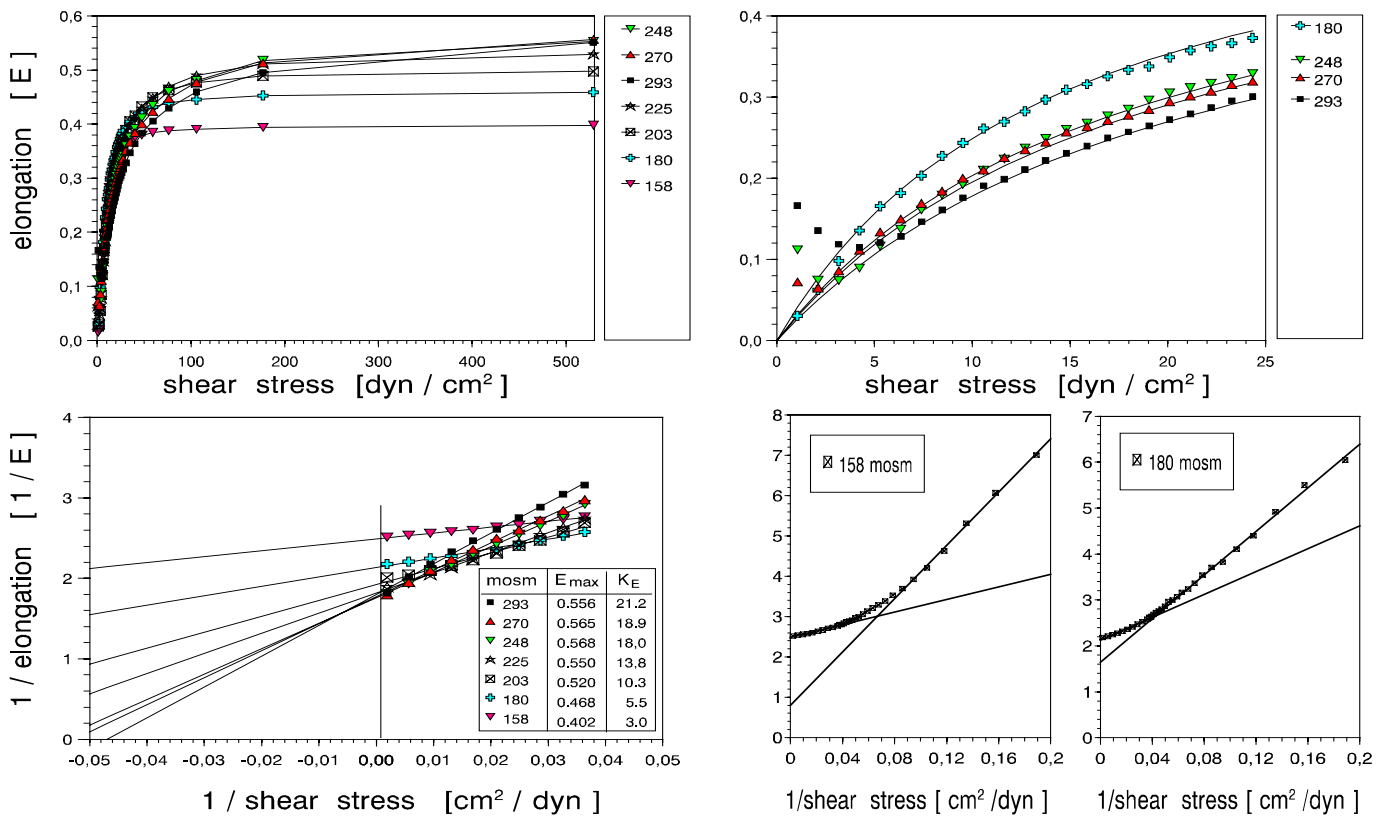 elongation [ E ]
0,6
0,5
0,4
0,3
0,2
0,1
0,0
0 100 200 300 400 500
shear stress [dyn / cm²]
248
270
293
225
203
180
158
0,4
0,3
0,2
0,1
0,0
0 5 10 15 20 25
shear stress [dyn / cm²]
180
248
270
293
1 / elongation [ 1 / E ]
4
3
2
1
0
-0,05 -0,04 -0,03 -0,02 -0,01 0,00 0,01 0,02 0,03 0,04 0,05
1 / shear stress [cm² / dyn]
mosm Emax KE
293 0.556 21.2
270 0.565 18.9
248 0.568 18,0
225 0.550 13.8
203 0.520 10.3
180 0.468 5.5
158 0.402 3.0
8
7
6
5
4
3
2
1
0
0 0,04 0,08 0,12 0,16 0,2
158 mosm
1/shear stress [ cm² /dyn]
7
6
5
4
3
2
1
0
0 0,04 0,08 0,12 0,16 0,2
180 mosm
1/shear stress [ cm² /dyn]